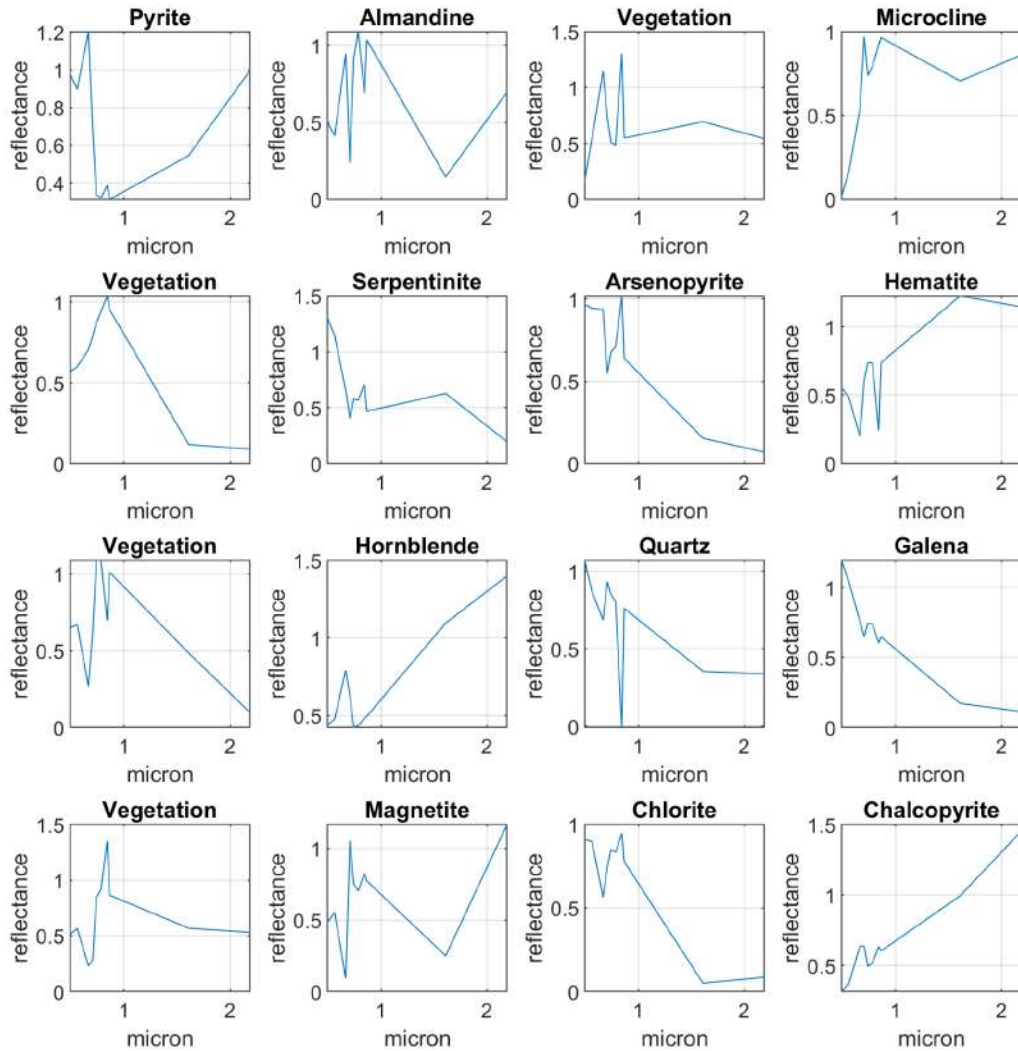 Pyrite
1.2
1
0.8
0.6
0.4
reflectance
1 2
micron
Almandine
1
0.5
0
reflectance
1 2
micron
Vegetation
1.5
1
0.5
0
reflectance
1 2
micron
Microcline
1
0.5
0
reflectance
1 2
micron
Vegetation
1
0.5
0
reflectance
1 2
micron
Serpentinite
1.5
1
0.5
0
reflectance
1 2
micron
Arsenopyrite
1
0.5
0
reflectance
1 2
micron
Hematite
1
0.5
0
reflectance
1 2
micron
Vegetation
1
0.5
0
reflectance
1 2
micron
Hornblende
1.5
1
0.5
reflectance
1 2
micron
Quartz
1
0.5
0
reflectance
1 2
micron
Galena
1
0.5
0
reflectance
1 2
micron
Vegetation
1.5
1
0.5
0
reflectance
1 2
micron
Magnetite
1
0.5
0
reflectance
1 2
micron
Chlorite
1
0.5
0
reflectance
1 2
micron
Chalcopyrite
1.5
1
0.5
reflectance
1 2
micron